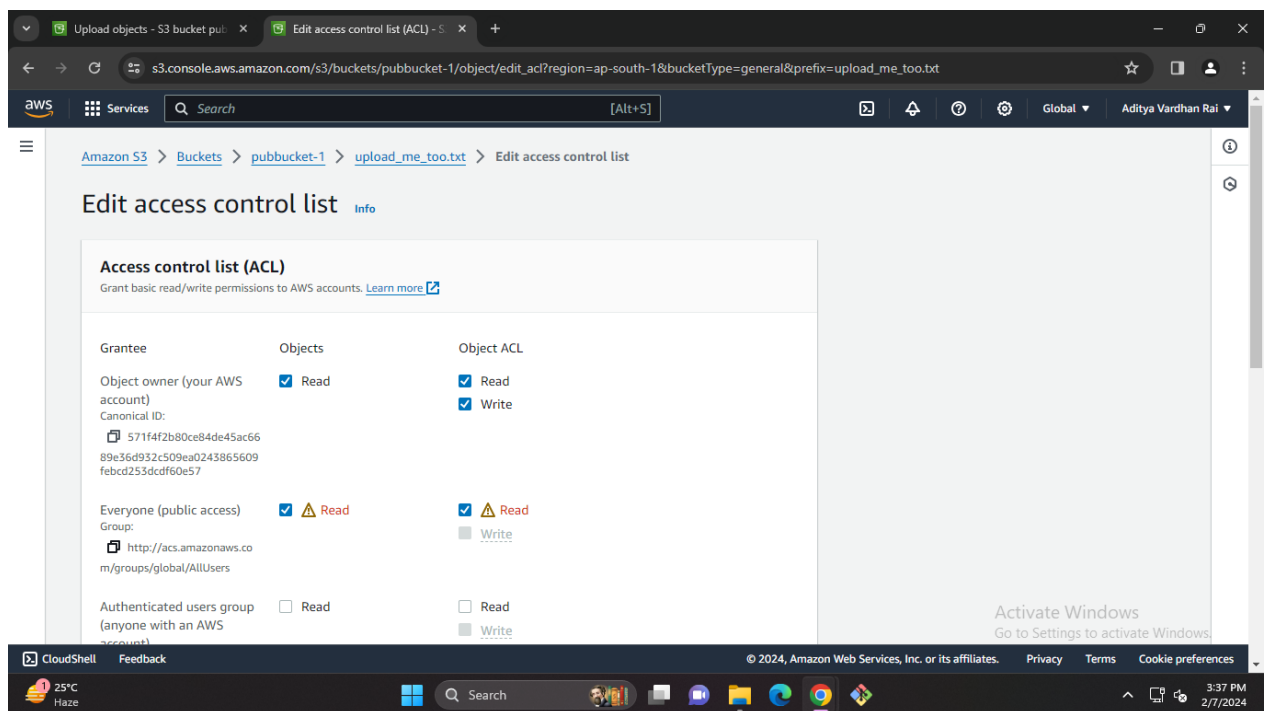 Upload objects - S3 bucket pub
Edit access control list (ACL) - S
s3.console.aws.amazon.com/s3/buckets/pubbucket-1/object/edit_acl?region=ap-south-1&bucketType=general&prefix=upload_me_too.txt
aws
Services
Search
[Alt+S]
Global
Aditya Vardhan Rai
Amazon S3 > Buckets > pubbucket-1 > upload_me_too.txt > Edit access control list
Edit access control list Info
Access control list (ACL)
Grant basic read/write permissions to AWS accounts. Learn more
Grantee Objects Object ACL
Object owner (your AWS Read Read
account) Write
Canonical ID:
571f4f2b80ce84de45ac66
89e36d932c509ea0243865609
febcd253dcdf60e57
Everyone (public access) Read Read
Group: Write
http://acs.amazonaws.co
m/groups/global/AllUsers
Authenticated users group Read Read
(anyone with an AWS Write
account)
Activate Windows
Go to Settings to activate Windows.
CloudShell Feedback © 2024, Amazon Web Services, Inc. or its affiliates. Privacy Terms Cookie preferences
1
25°C
Haze
Search
3:37 PM
2/7/2024